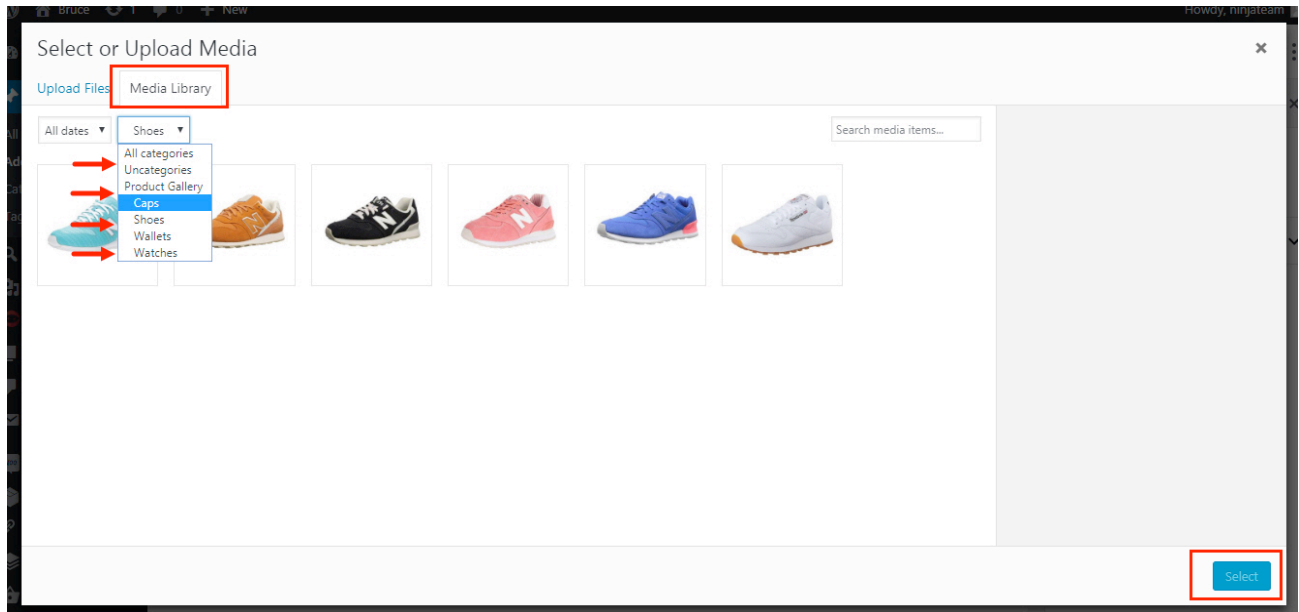 Bruce 1 0 + New Howdy, ninjateam
Select or Upload Media
Upload Files Media Library
All dates Shoes Search media items...
All categories
Uncategories
Product Gallery
Caps
Shoes
Wallets
Watches
Select